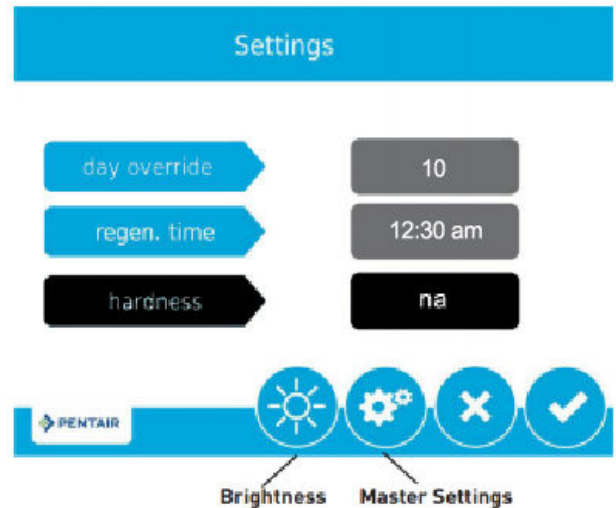 Settings
day override 10
regen. time 12:30 am
hardness na
PENTAIR
Brightness Master Settings